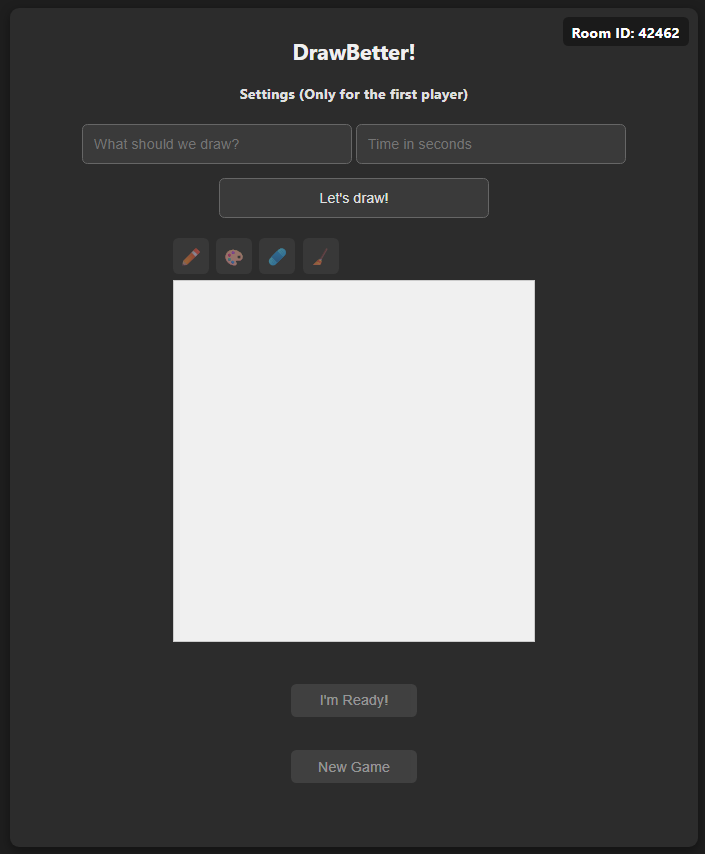 Room ID: 42462
DrawBetter!
Settings (Only for the first player)
What should we draw? Time in seconds
Let's draw!
I'm Ready!
New Game